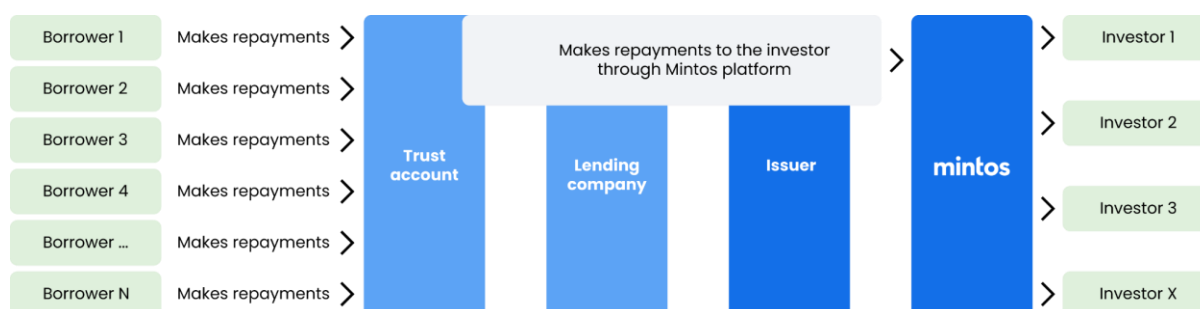 Borrower 1 Makes repayments
Borrower 2 Makes repayments
Borrower 3 Makes repayments
Borrower 4 Makes repayments
Borrower ... Makes repayments
Borrower N Makes repayments
Trust
account
Makes repayments to the investor
through Mintos platform
Lending
company
Issuer
mintos
Investor 1
Investor 2
Investor 3
Investor X